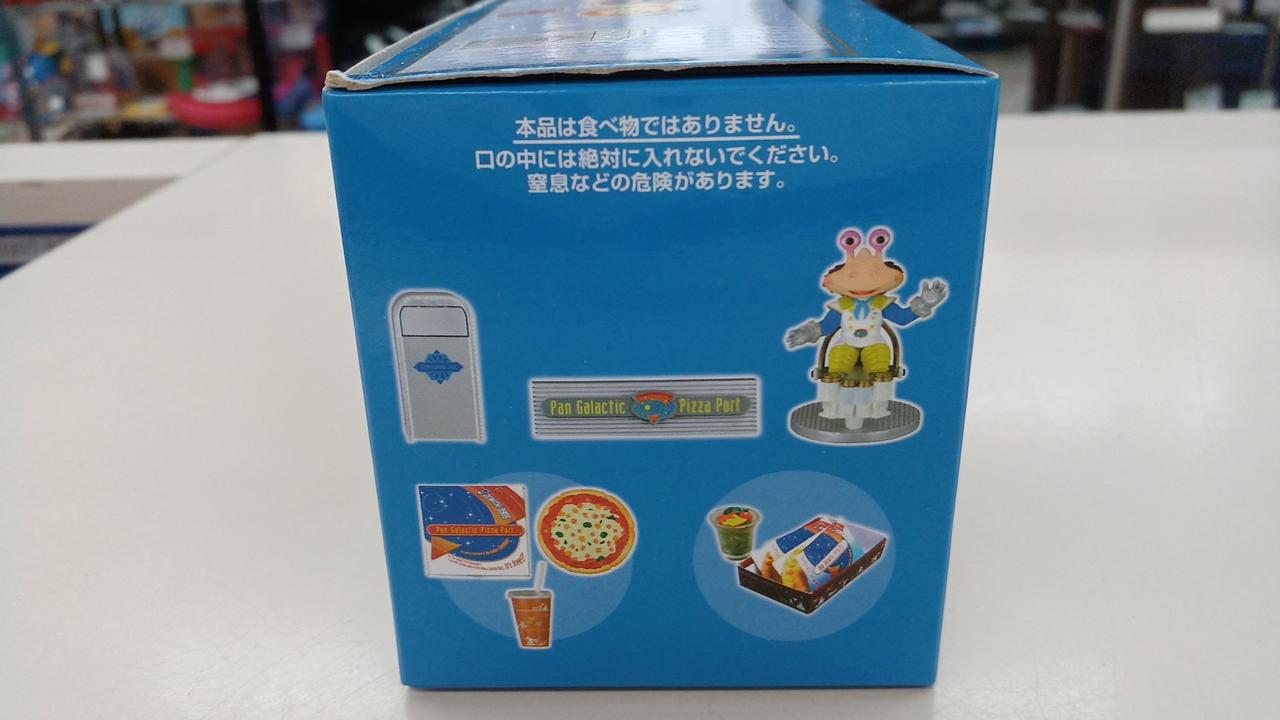 本品は食べ物ではありません。
口の中には絶対に入れないでください。
窒息などの危険があります。
Pan Galactic Pizza Port
Pan Galactic Pizza Port